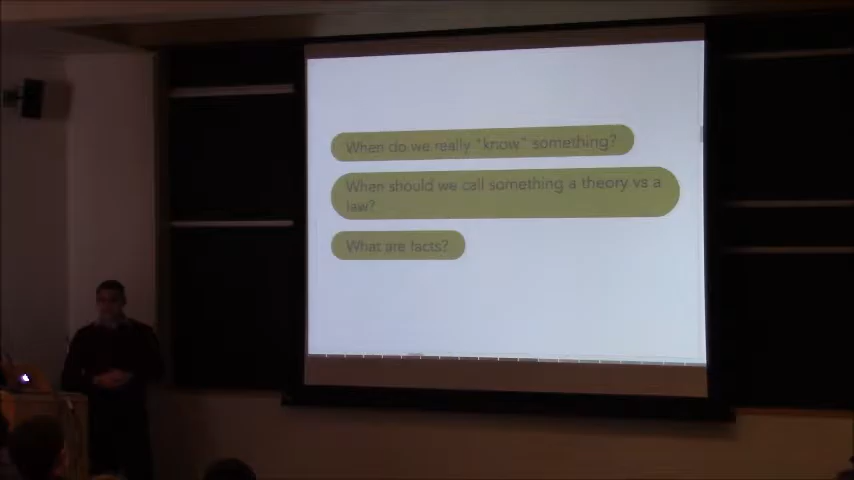 When do we really "know" something?
When should we call something a theory vs a
law?
What are facts?